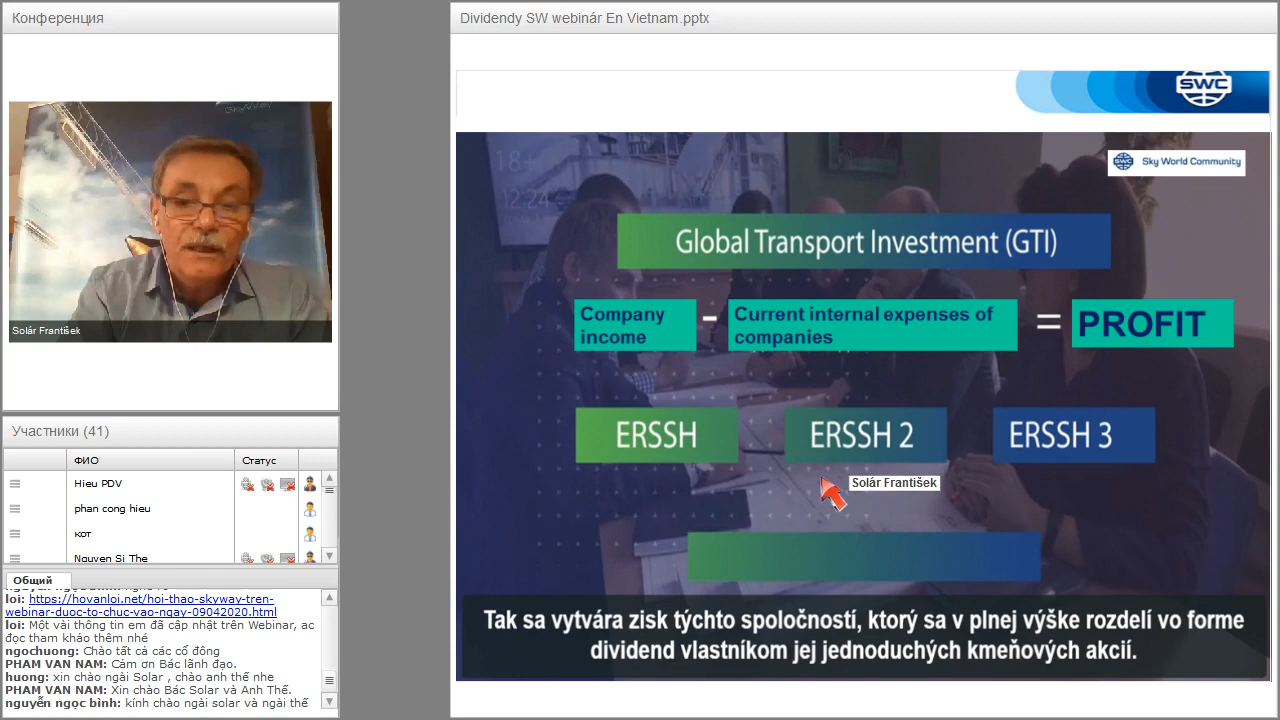 Конференция
Solár František
Участники (41)
ФИО
Статус
Hieu PDV
phan cong hieu
кот
Nguyen Si The
Общий
loi: https://hovanloi.net/hoi-thao-skyway-tren-
webinar-duoc-to-chuc-vao-ngay-09042020.html
loi: Một vài thông tin em đã cập nhật trên Webinar, ac
đọc tham khảo thêm nhé
ngochuong: Chào tất cả các cổ đông
PHAM VAN NAM: Cảm ơn Bác lãnh đạo.
huong: xin chào ngài Solar , chào anh thế nhe
PHAM VAN NAM: Xin chào Bác Solar và Anh Thế.
nguyễn ngọc bình: kính chào ngài solar và ngài thế
Dividendy SW webinár En Vietnam.pptx
SWC
SWC Sky World Community
18+
12:24
Global Transport Investment (GTI)
Company
income
-
Current internal expenses of
companies
=
PROFIT
ERSSH
ERSSH 2
ERSSH 3
Solár František
Tak sa vytvára zisk týchto spoločností, ktorý sa v plnej výške rozdelí vo forme
dividend vlastníkom jej jednoduchých kmeňových akcií.